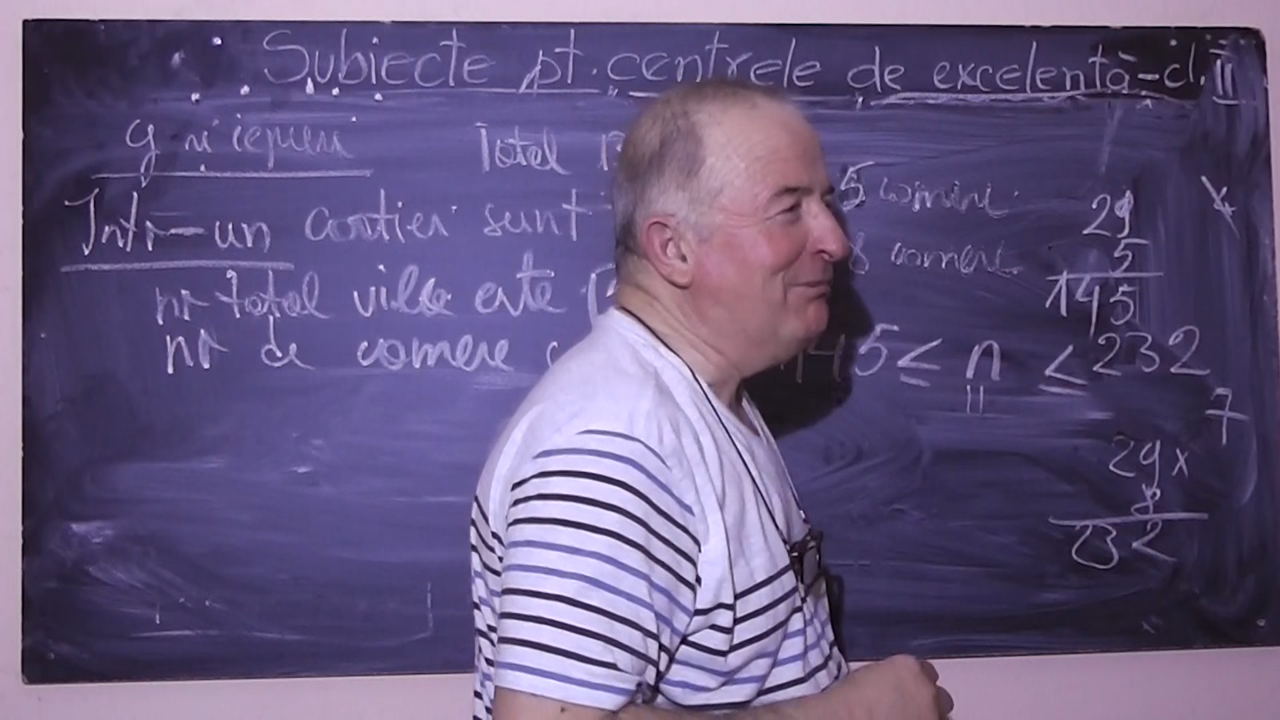 Subiecte pt. centrele de excelență - cl. II
9 iepuri
Total
Într-un cartier sunt
5 camere
nr total vile este
8 camere
nr de camere
145 ≤ n ≤ 232
29
5
145
7
29 x
8
232